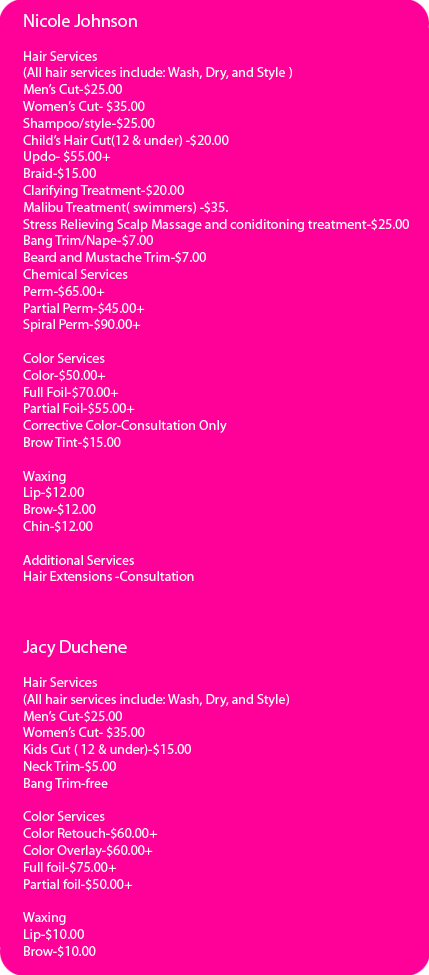 Nicole Johnson
Hair Services
(All hair services include: Wash, Dry, and Style )
Men's Cut-$25.00
Women's Cut- $35.00
Shampoo/style-$25.00
Child's Hair Cut(12 & under) -$20.00
Updo- $55.00+
Braid-$15.00
Clarifying Treatment-$20.00
Malibu Treatment( swimmers) -$35.
Stress Relieving Scalp Massage and coniditoning treatment-$25.00
Bang Trim/Nape-$7.00
Beard and Mustache Trim-$7.00
Chemical Services
Perm-$65.00+
Partial Perm-$45.00+
Spiral Perm-$90.00+
Color Services
Color-$50.00+
Full Foil-$70.00+
Partial Foil-$55.00+
Corrective Color-Consultation Only
Brow Tint-$15.00
Waxing
Lip-$12.00
Brow-$12.00
Chin-$12.00
Additional Services
Hair Extensions -Consultation
Jacy Duchene
Hair Services
(All hair services include: Wash, Dry, and Style)
Men's Cut-$25.00
Women's Cut- $35.00
Kids Cut ( 12 & under)-$15.00
Neck Trim-$5.00
Bang Trim-free
Color Services
Color Retouch-$60.00+
Color Overlay-$60.00+
Full foil-$75.00+
Partial foil-$50.00+
Waxing
Lip-$10.00
Brow-$10.00